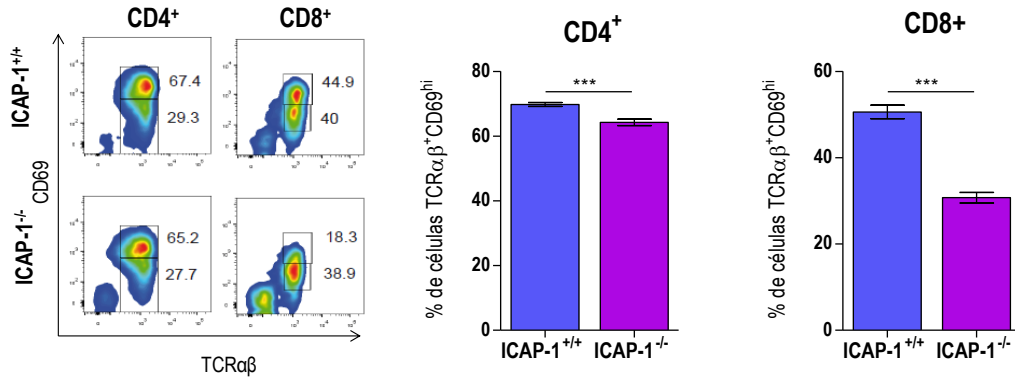 CD4⁺ CD8⁺
ICAP-1⁺/⁺
67.4
29.3
44.9
40
ICAP-1⁻/⁻
65.2
27.7
18.3
38.9
CD69
TCRαβ
CD4⁺
% de células TCRαβ⁺CD69ʰⁱ
80
60
40
20
0
***
ICAP-1⁺/⁺ ICAP-1⁻/⁻
CD8+
% de células TCRαβ⁺CD69ʰⁱ
60
40
20
0
***
ICAP-1⁺/⁺ ICAP-1⁻/⁻